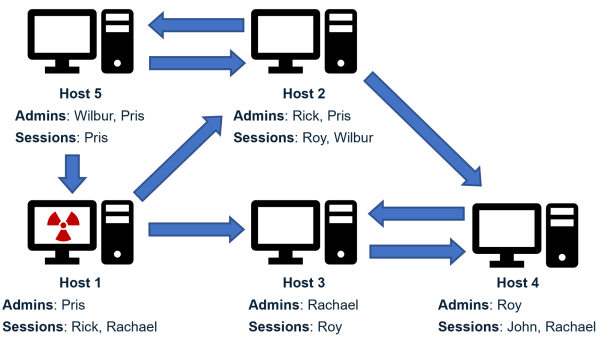 Host 5
Admins: Wilbur, Pris
Sessions: Pris
Host 2
Admins: Rick, Pris
Sessions: Roy, Wilbur
Host 1
Admins: Pris
Sessions: Rick, Rachael
Host 3
Admins: Rachael
Sessions: Roy
Host 4
Admins: Roy
Sessions: John, Rachael